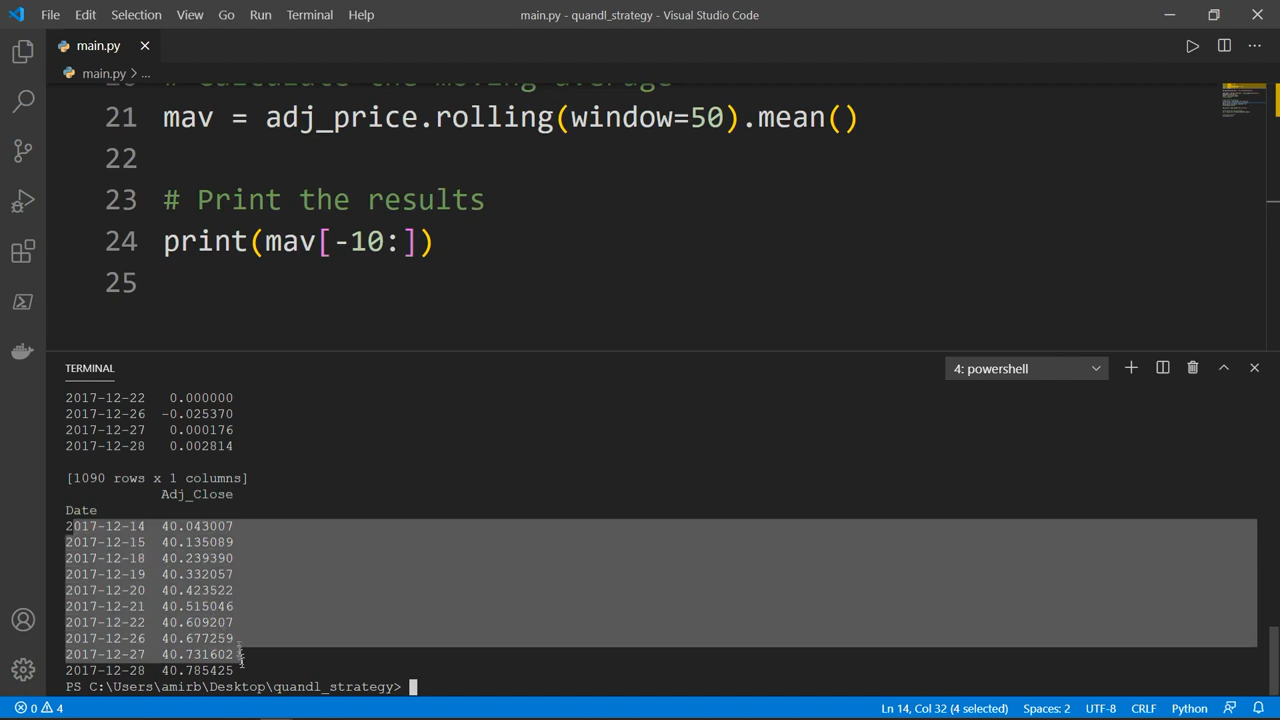 File Edit Selection View Go Run Terminal Help main.py - quandl_strategy - Visual Studio Code
main.py
main.py > ...
20 # Calculate the moving average
21 mav = adj_price.rolling(window=50).mean()
22
23 # Print the results
24 print(mav[-10:])
25
TERMINAL 4: powershell
2017-12-22 0.000000
2017-12-26 -0.025370
2017-12-27 0.000176
2017-12-28 0.002814
[1090 rows x 1 columns]
Adj_Close
Date
2017-12-14 40.043007
2017-12-15 40.135089
2017-12-18 40.239390
2017-12-19 40.332057
2017-12-20 40.423522
2017-12-21 40.515046
2017-12-22 40.609207
2017-12-26 40.677259
2017-12-27 40.731602
2017-12-28 40.785425
PS C:\Users\amirb\Desktop\quandl_strategy>
0 4 Ln 14, Col 32 (4 selected) Spaces: 2 UTF-8 CRLF Python